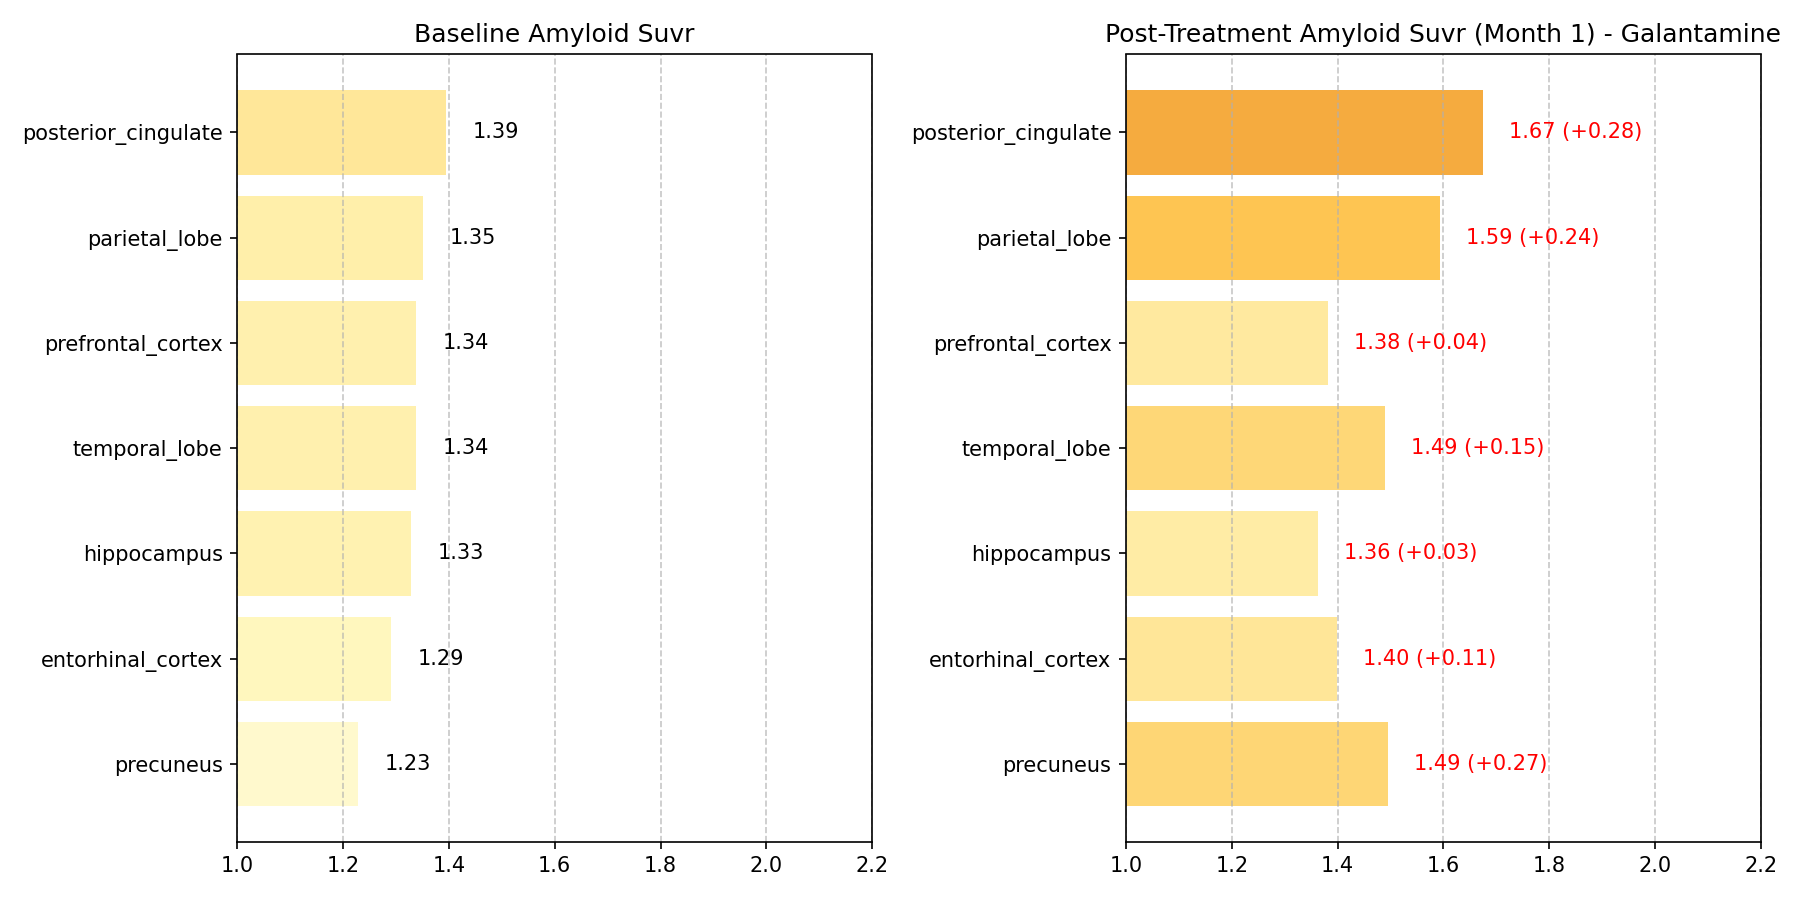 Baseline Amyloid Suvr
posterior_cingulate 1.39
parietal_lobe 1.35
prefrontal_cortex 1.34
temporal_lobe 1.34
hippocampus 1.33
entorhinal_cortex 1.29
precuneus 1.23
1.0 1.2 1.4 1.6 1.8 2.0 2.2
Post-Treatment Amyloid Suvr (Month 1) - Galantamine
posterior_cingulate 1.67 (+0.28)
parietal_lobe 1.59 (+0.24)
prefrontal_cortex 1.38 (+0.04)
temporal_lobe 1.49 (+0.15)
hippocampus 1.36 (+0.03)
entorhinal_cortex 1.40 (+0.11)
precuneus 1.49 (+0.27)
1.0 1.2 1.4 1.6 1.8 2.0 2.2